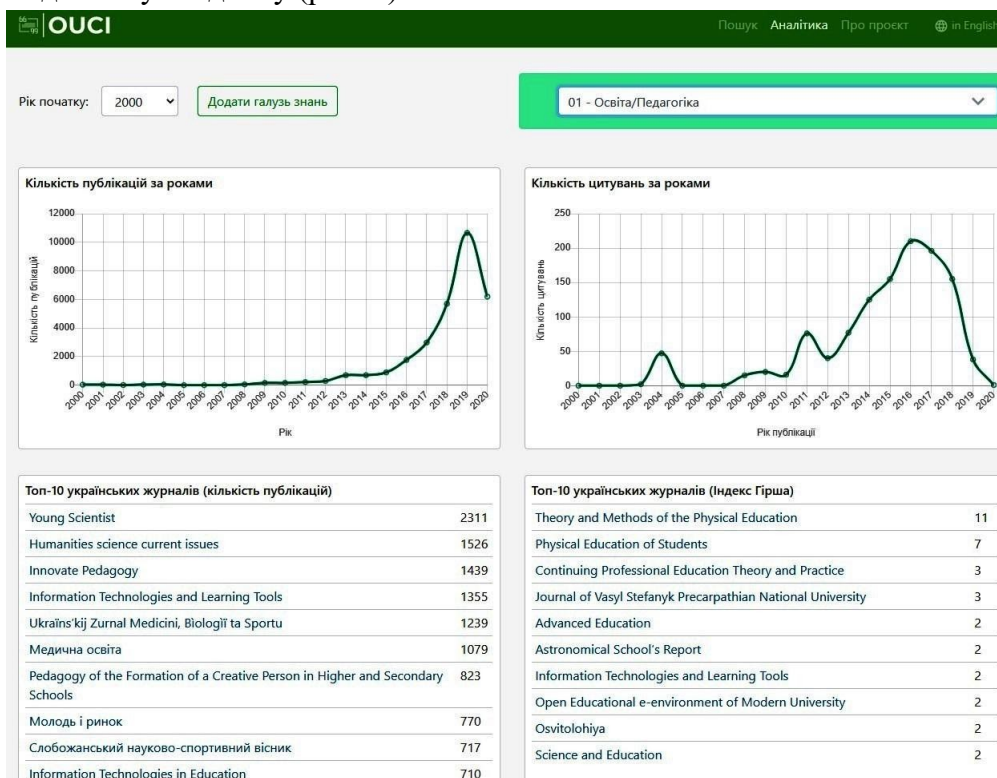 66
99
OUCI
Пошук Аналітика Про проєкт in English
Рік початку: 2000 Додати галузь знань
01 - Освіта/Педагогіка
Кількість публікацій за роками
12000
10000
8000
6000
4000
2000
0
Кількість публікацій
2000 2001 2002 2003 2004 2005 2006 2007 2008 2009 2010 2011 2012 2013 2014 2015 2016 2017 2018 2019 2020
Рік
Кількість цитувань за роками
250
200
150
100
50
0
Кількість цитувань
2000 2001 2002 2003 2004 2005 2006 2007 2008 2009 2010 2011 2012 2013 2014 2015 2016 2017 2018 2019 2020
Рік публікації
Топ-10 українських журналів (кількість публікацій)
Young Scientist 2311
Humanities science current issues 1526
Innovate Pedagogy 1439
Information Technologies and Learning Tools 1355
Ukraïns'kij Zurnal Medicini, Bìologìï ta Sportu 1239
Медична освіта 1079
Pedagogy of the Formation of a Creative Person in Higher and Secondary 823
Schools
Молодь і ринок 770
Слобожанський науково-спортивний вісник 717
Information Technologies in Education 710
Топ-10 українських журналів (Індекс Гірша)
Theory and Methods of the Physical Education 11
Physical Education of Students 7
Continuing Professional Education Theory and Practice 3
Journal of Vasyl Stefanyk Precarpathian National University 3
Advanced Education 2
Astronomical School's Report 2
Information Technologies and Learning Tools 2
Open Educational e-environment of Modern University 2
Osvitolohiya 2
Science and Education 2